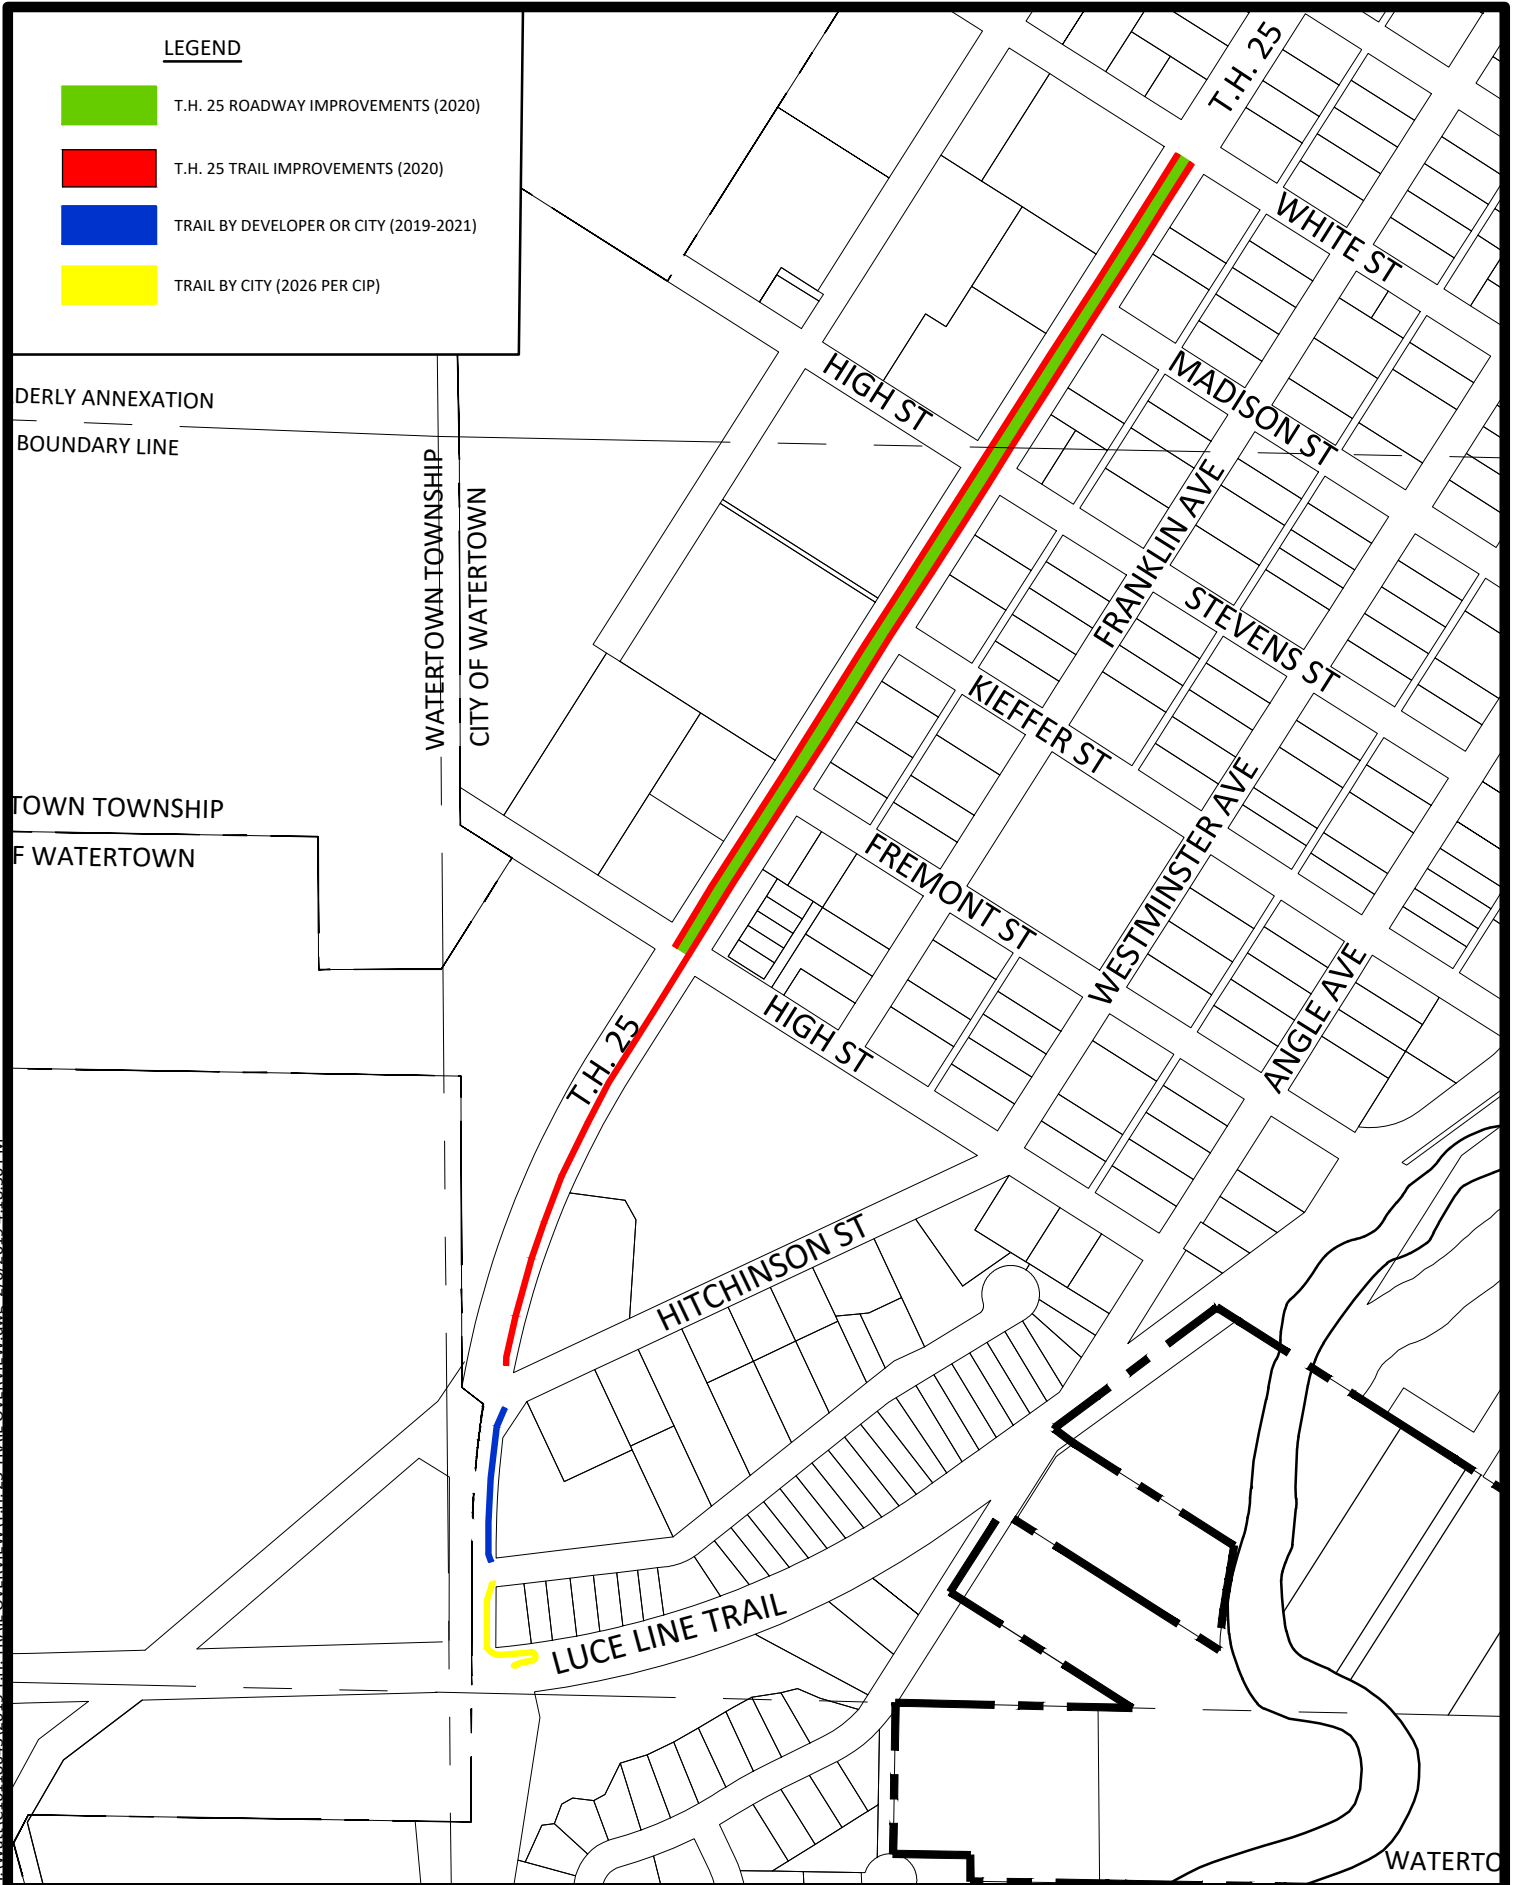 LEGEND
T.H. 25 ROADWAY IMPROVEMENTS (2020)
T.H. 25 TRAIL IMPROVEMENTS (2020)
TRAIL BY DEVELOPER OR CITY (2019-2021)
TRAIL BY CITY (2026 PER CIP)
T.H. 25
WHITE ST
HIGH ST
MADISON ST
DERLY ANNEXATION
BOUNDARY LINE
WATERTOWN TOWNSHIP
CITY OF WATERTOWN
FRANKLIN AVE
STEVENS ST
KIEFFER ST
TOWN TOWNSHIP
F WATERTOWN
FREMONT ST
WESTMINSTER AVE
ANGLE AVE
HIGH ST
T.H. 25
HITCHINSON ST
LUCE LINE TRAIL
WATERTO